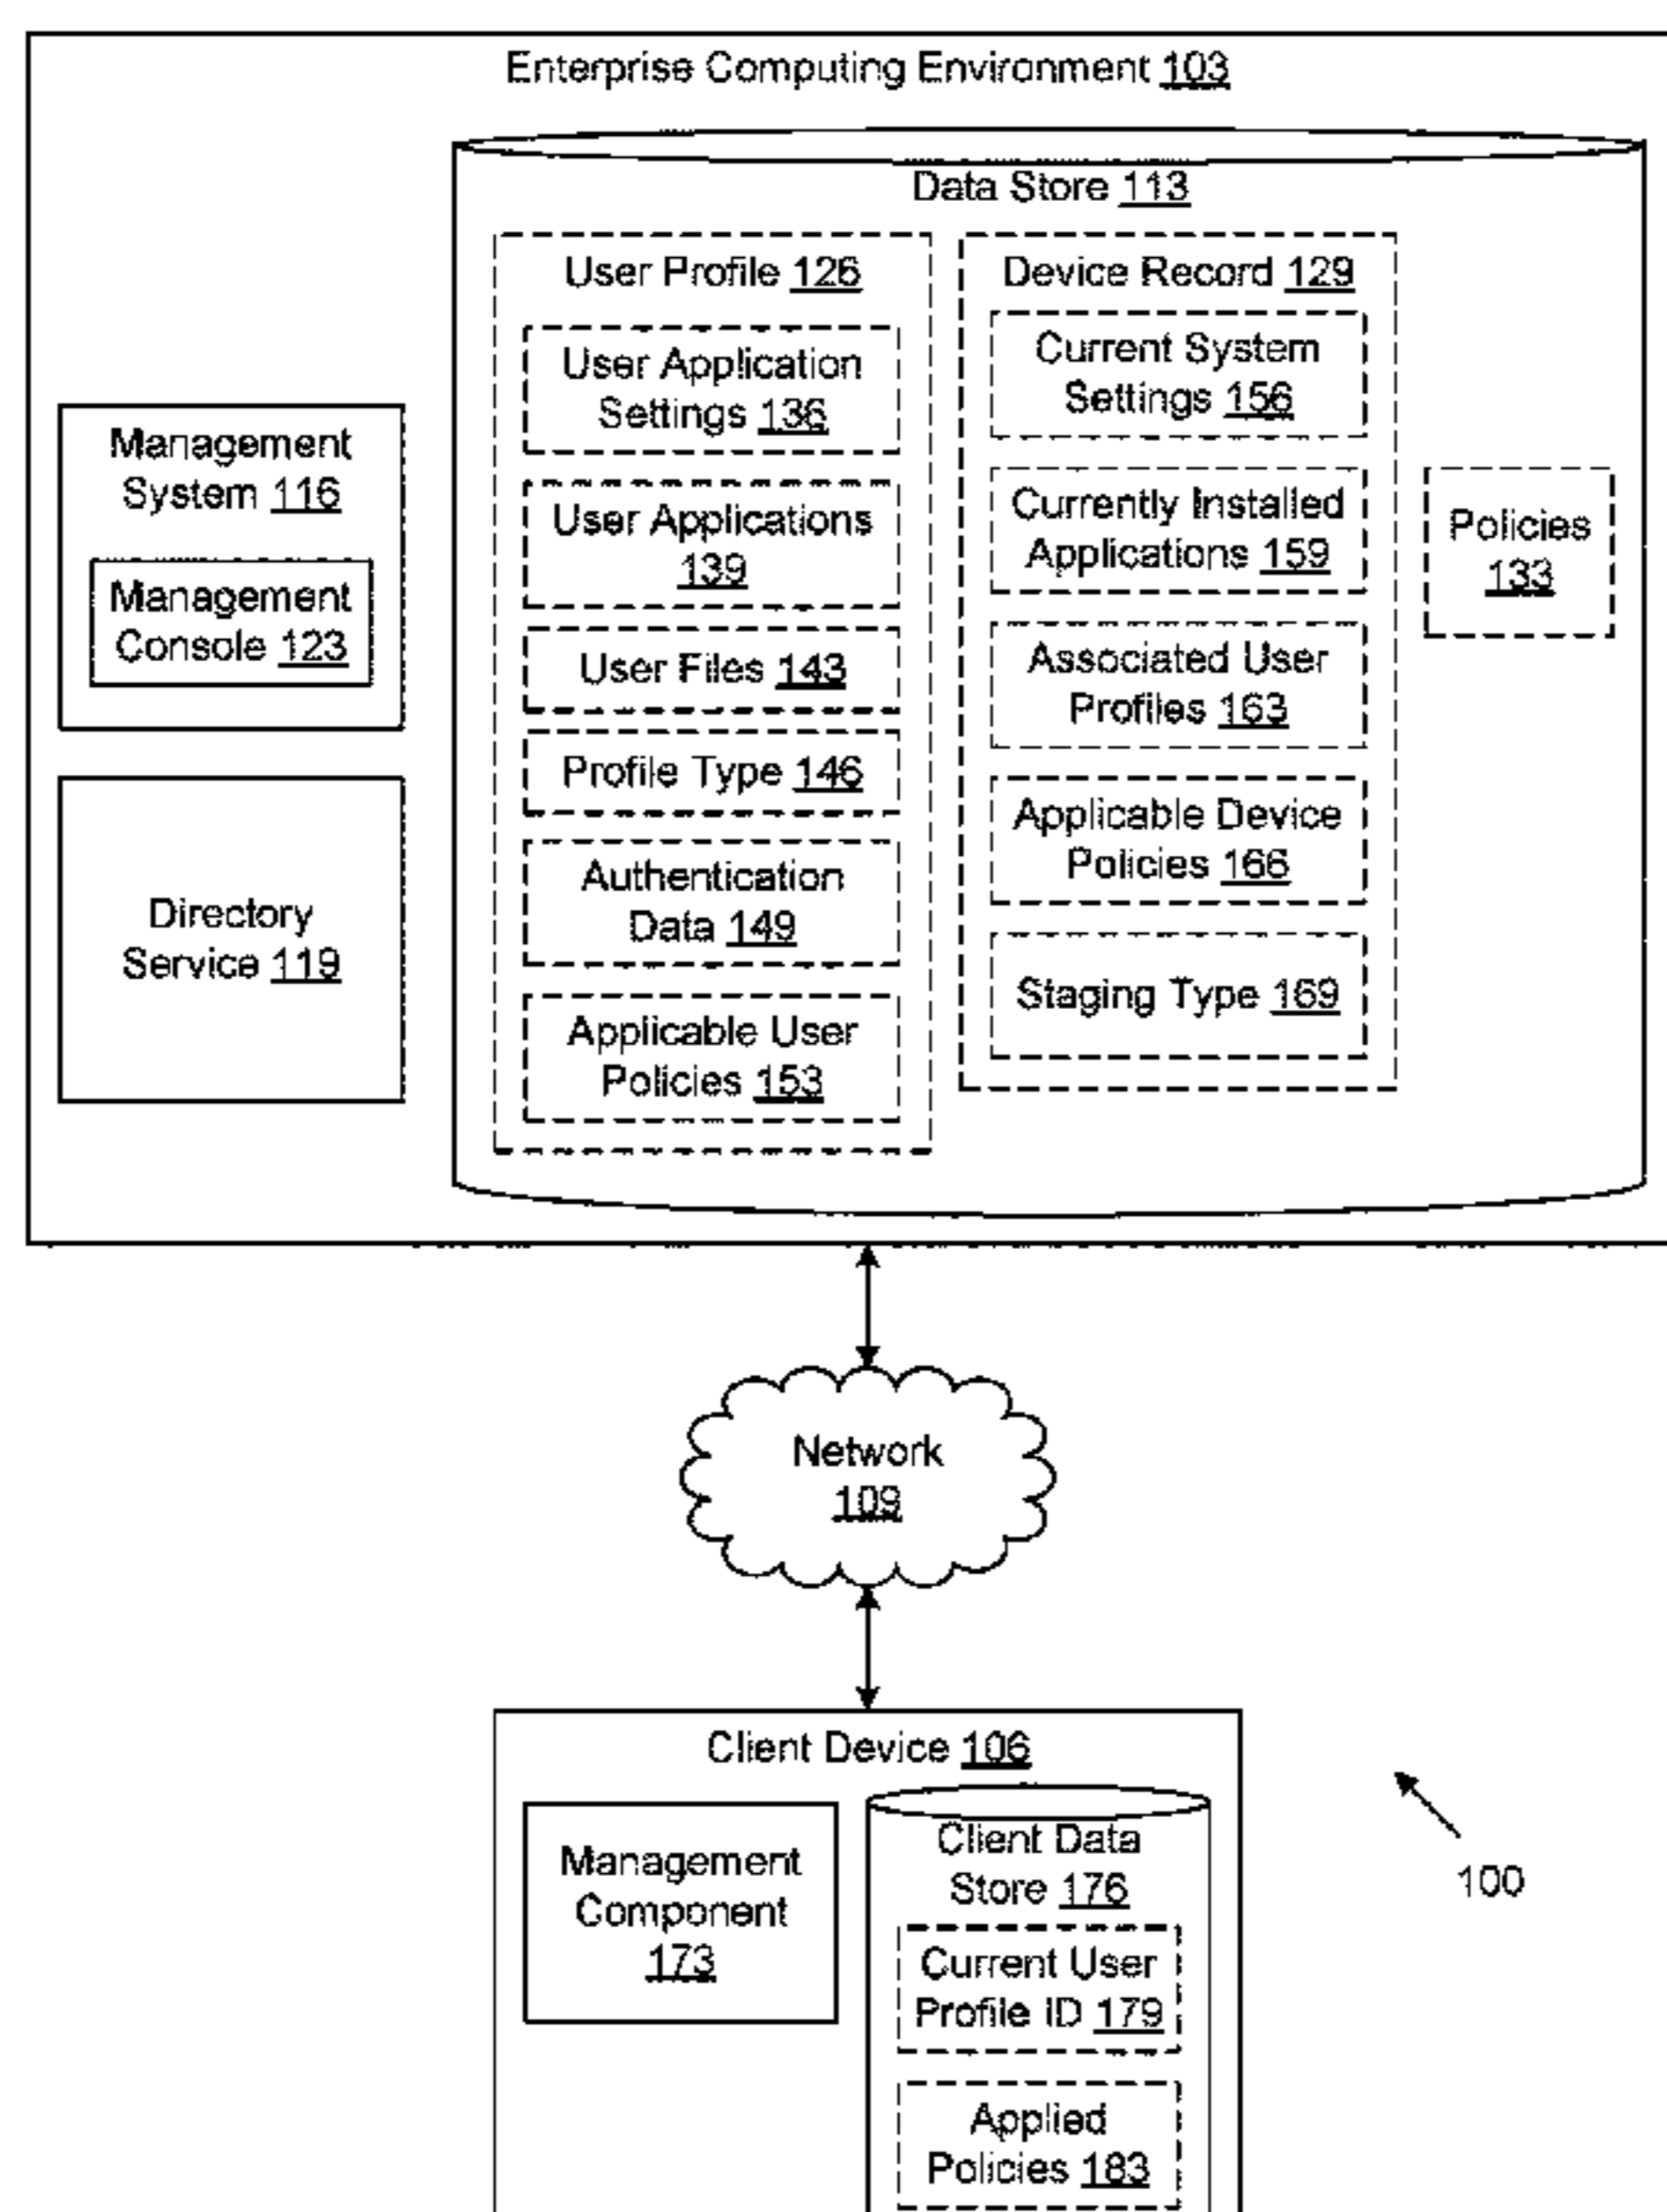 Enterprise Computing Environment 103
Data Store 113
Management
System 116
Management
Console 123
Directory
Service 119
User Profile 126
User Application
Settings 136
User Applications
139
User Files 143
Profile Type 146
Authentication
Data 149
Applicable User
Policies 153
Device Record 129
Current System
Settings 156
Currently Installed
Applications 159
Associated User
Profiles 163
Applicable Device
Policies 166
Staging Type 169
Policies
133
Network
109
Client Device 106
Management
Component
173
Client Data
Store 176
Current User
Profile ID 179
Applied
Policies 183
100